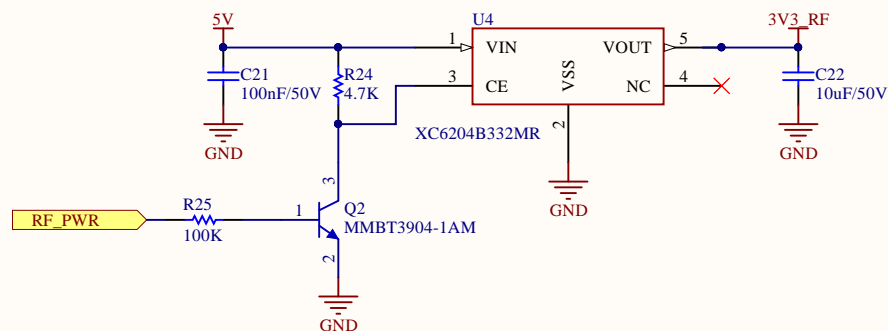 5V
U4
3V3_RF
1 VIN
VOUT 5
C21
100nF/50V
R24
4.7K
3 CE
VSS
NC 4
C22
10uF/50V
2
XC6204B332MR
GND
GND
GND
3
R25
RF_PWR
100K
1
Q2
MMBT3904-1AM
2
GND